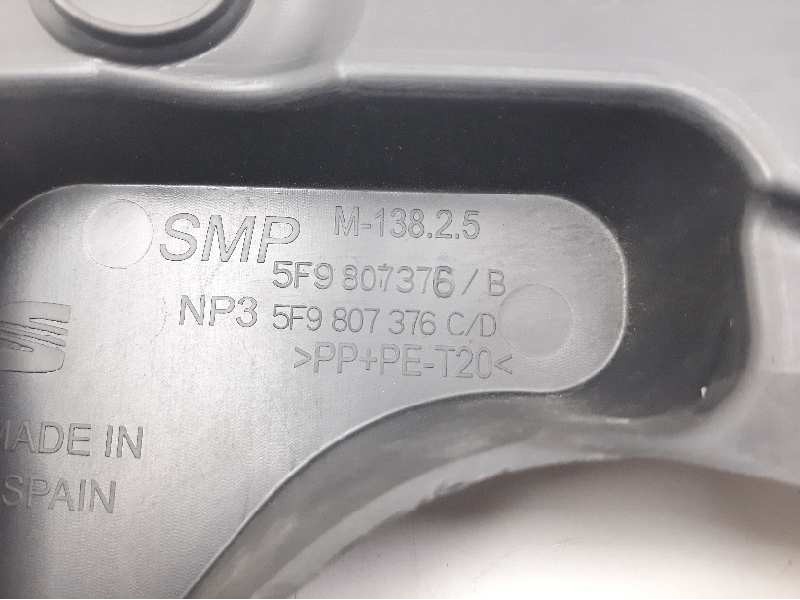 SMP M-138.2.5
5F9 807376/B
NP3 5F9 807 376 C/D
>PP+PE-T20<
MADE IN
SPAIN